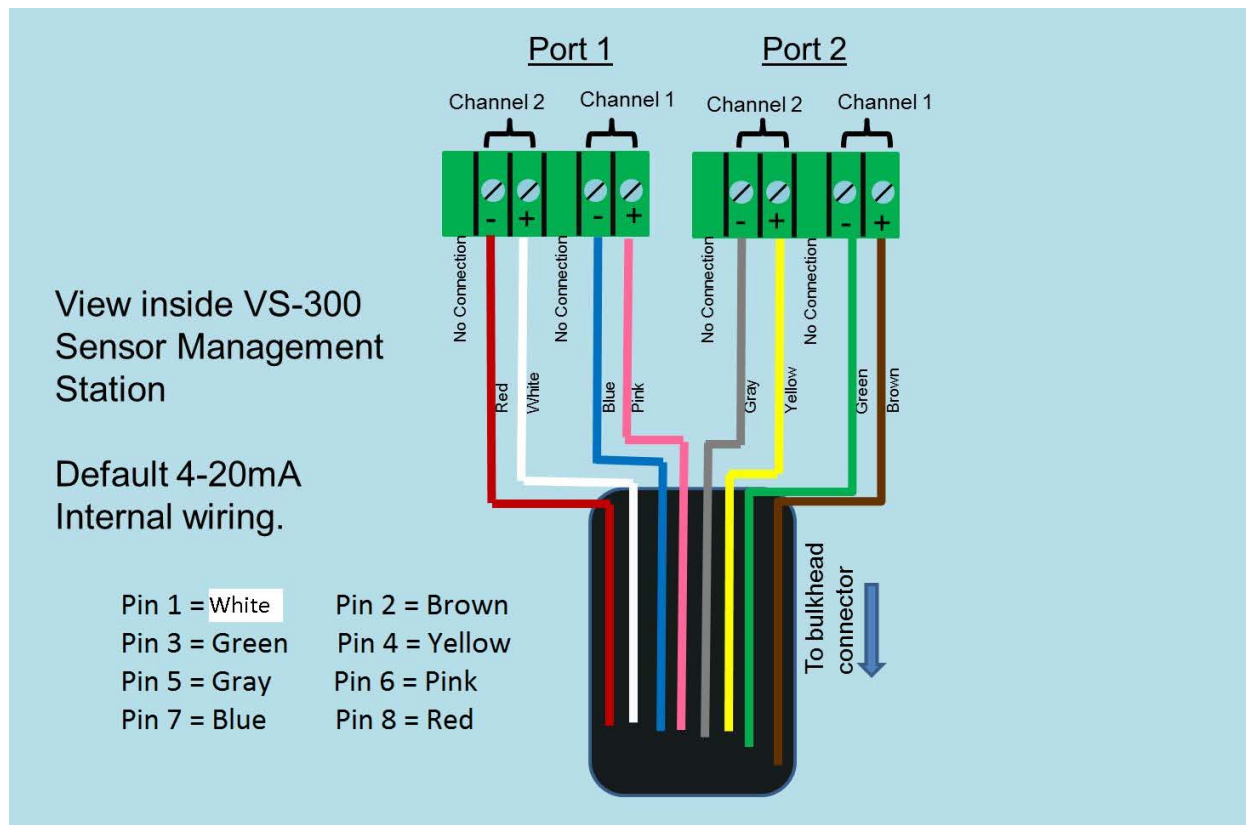 Port 1 Port 2
Channel 2 Channel 1 Channel 2 Channel 1
- + - + - + - +
No Connection No Connection No Connection No Connection
Red White Blue Pink Gray Yellow Green Brown
View inside VS-300
Sensor Management
Station
Default 4-20mA
Internal wiring.
To bulkhead
connector
Pin 1 = White Pin 2 = Brown
Pin 3 = Green Pin 4 = Yellow
Pin 5 = Gray Pin 6 = Pink
Pin 7 = Blue Pin 8 = Red